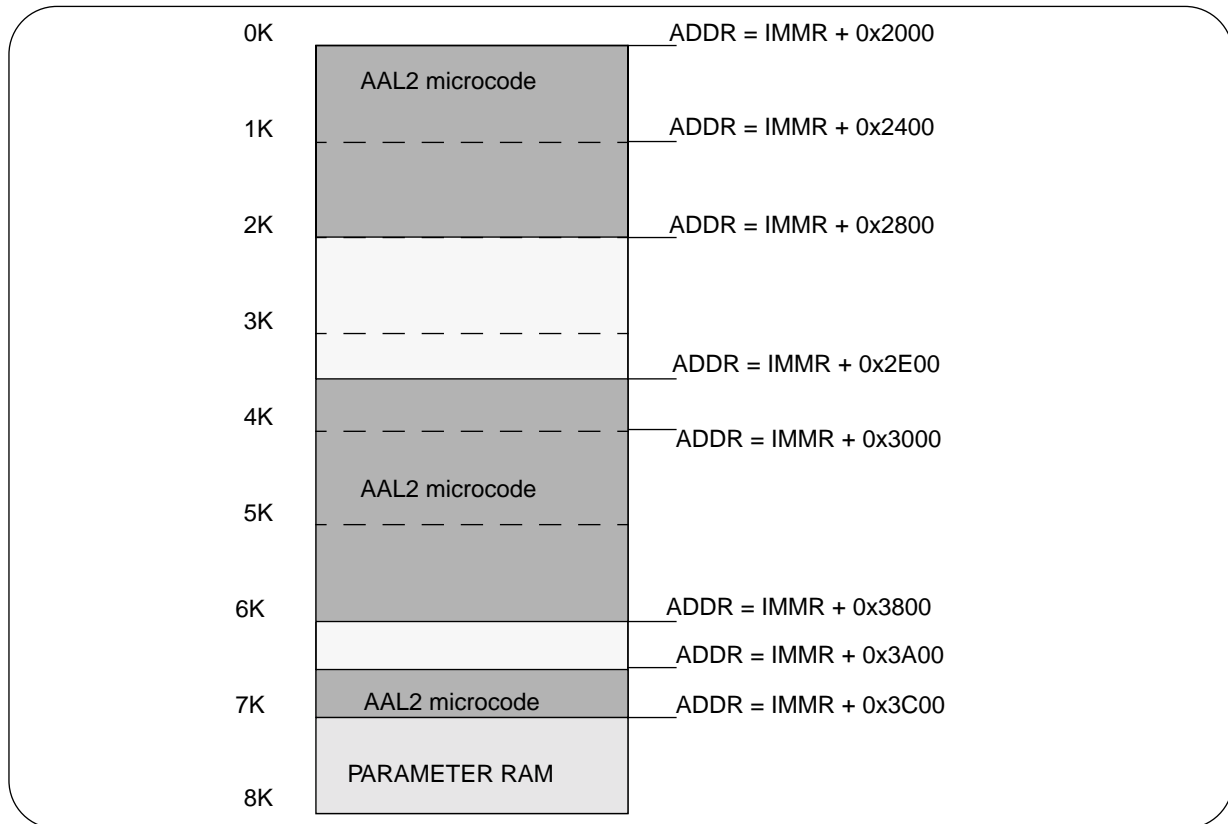 0K
ADDR = IMMR + 0x2000
AAL2 microcode
1K
ADDR = IMMR + 0x2400
2K
ADDR = IMMR + 0x2800
3K
ADDR = IMMR + 0x2E00
4K
ADDR = IMMR + 0x3000
AAL2 microcode
5K
6K
ADDR = IMMR + 0x3800
ADDR = IMMR + 0x3A00
7K
AAL2 microcode
ADDR = IMMR + 0x3C00
PARAMETER RAM
8K